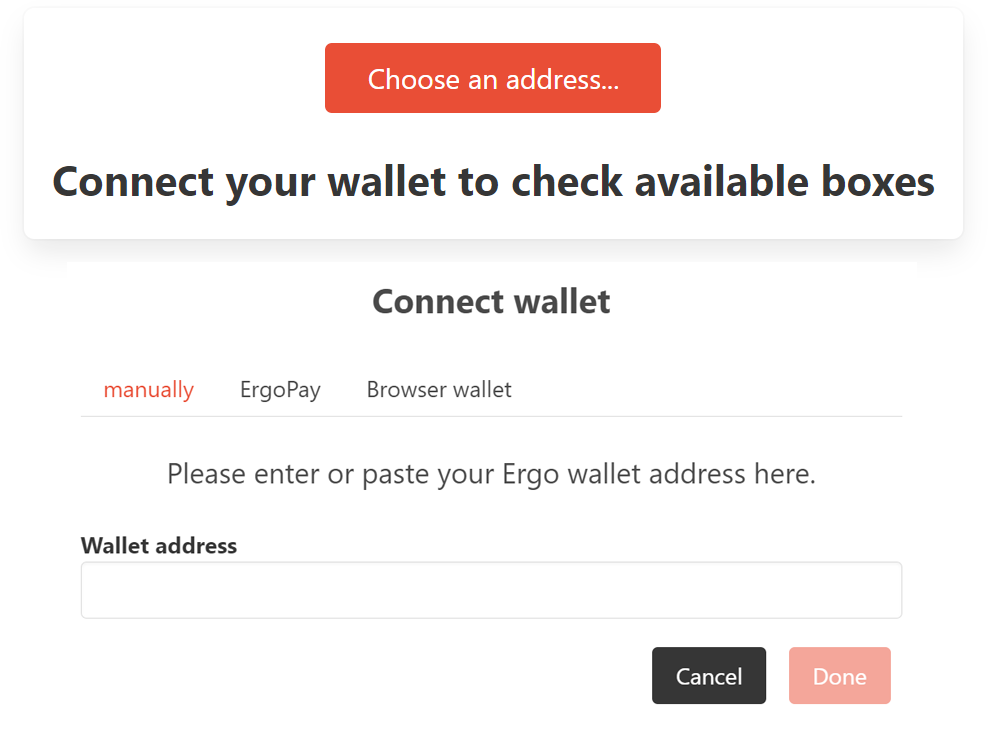 Choose an address...
Connect your wallet to check available boxes
Connect wallet
manually ErgoPay Browser wallet
Please enter or paste your Ergo wallet address here.
Wallet address
Cancel Done